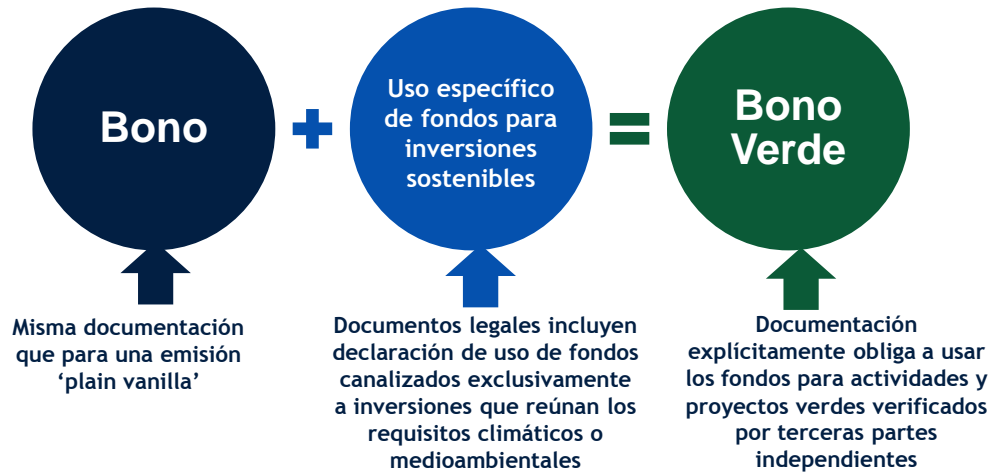 Bono
+
Uso específico
de fondos para
inversiones
sostenibles
=
Bono
Verde
Misma documentación
que para una emisión
‘plain vanilla’
Documentos legales incluyen
declaración de uso de fondos
canalizados exclusivamente
a inversiones que reúnan los
requisitos climáticos o
medioambientales
Documentación
explícitamente obliga a usar
los fondos para actividades y
proyectos verdes verificados
por terceras partes
independientes